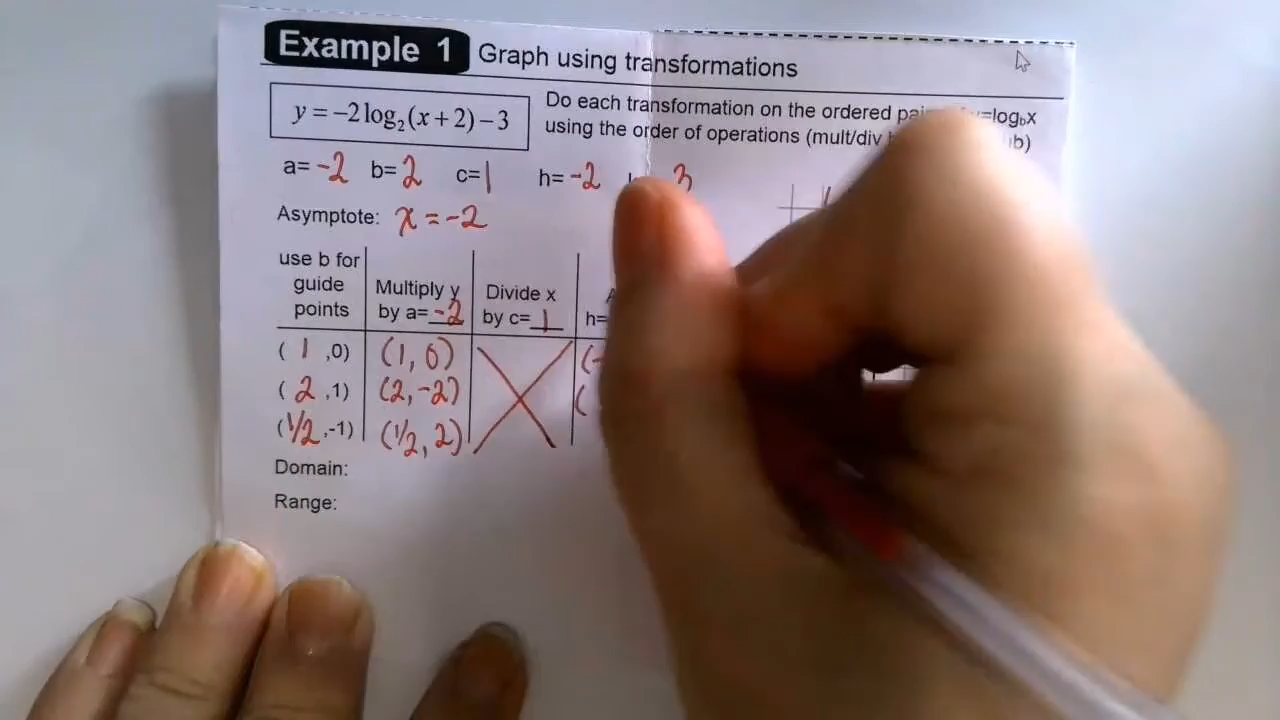 Example 1 Graph using transformations
y = -2 log₂(x + 2) - 3
Do each transformation on the ordered =log_bx
using the order of operations (mult/div
a= -2 b= 2 c= 1 h= -2 3
Asymptote: x = -2
use b for
guide
points
Multiply y
by a= -2
Divide x
by c= 1
h=
( 1 ,0) (1, 0) (-
( 2 ,1) (2, -2) (
(1/2 ,-1) (1/2, 2)
Domain:
Range: